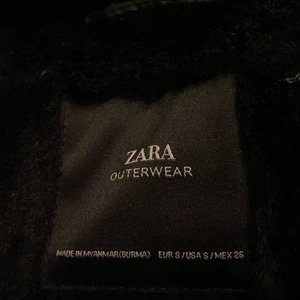 ZARA
OUTERWEAR
MADE IN MYANMAR(BURMA) EUR S/USA S/MEX 26